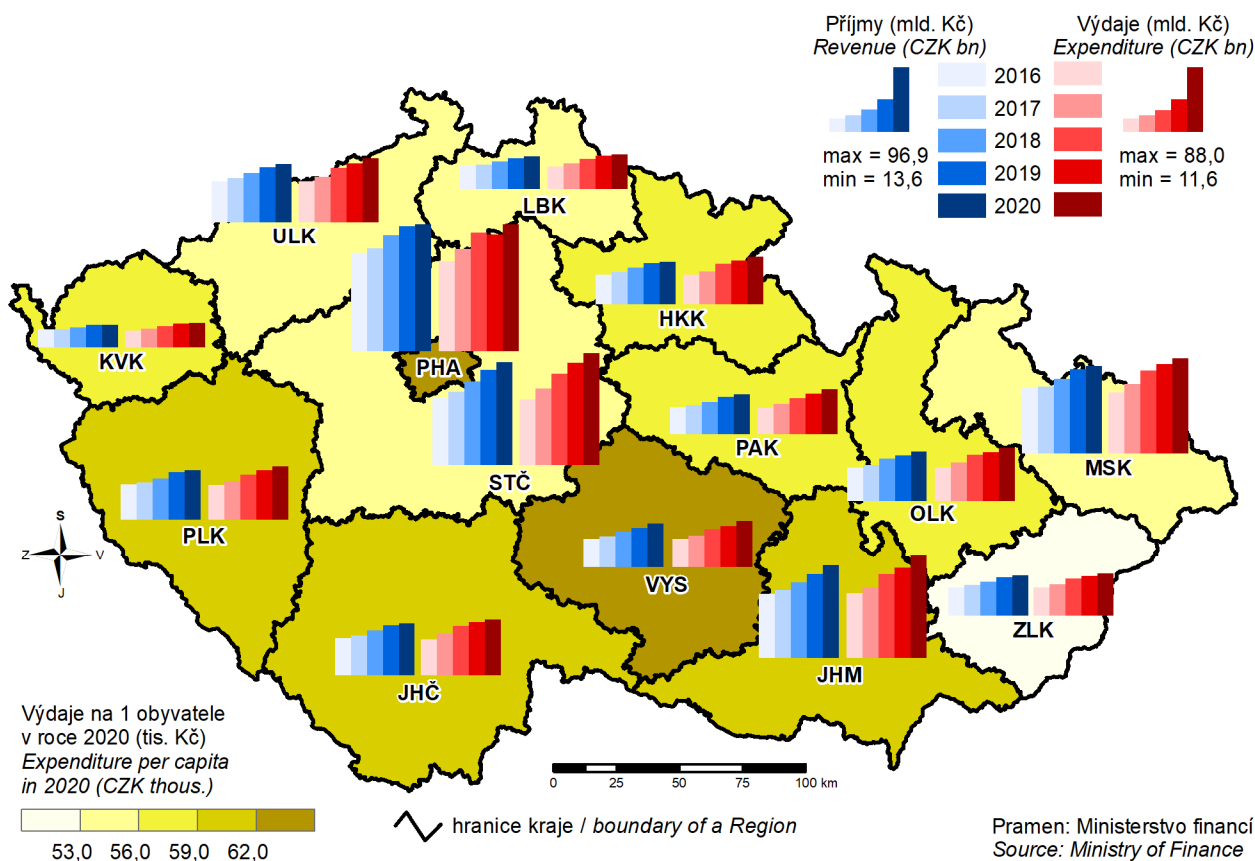 Příjmy (mld. Kč)
Revenue (CZK bn)
Výdaje (mld. Kč)
Expenditure (CZK bn)
2016
2017
2018
2019
2020
max = 96,9
min = 13,6
max = 88,0
min = 11,6
ULK
LBK
HKK
KVK
PHA
PAK
MSK
STČ
OLK
PLK
VYS
ZLK
JHM
JHČ
S
Z
V
J
Výdaje na 1 obyvatele
v roce 2020 (tis. Kč)
Expenditure per capita
in 2020 (CZK thous.)
53,0 56,0 59,0 62,0
0 25 50 75 100 km
hranice kraje / boundary of a Region
Pramen: Ministerstvo financí
Source: Ministry of Finance